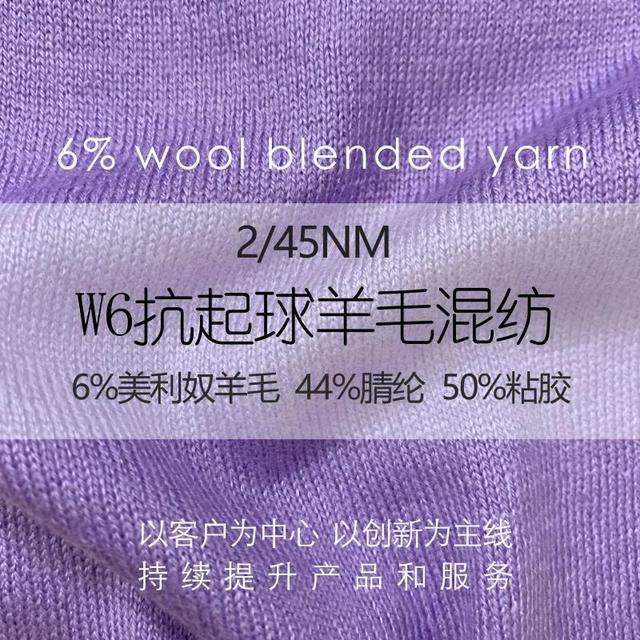 6% wool blended yarn
2/45NM
W6抗起球羊毛混纺
6%美利奴羊毛 44%腈纶 50%粘胶
以客户为中心 以创新为主线
持续提升产品和服务